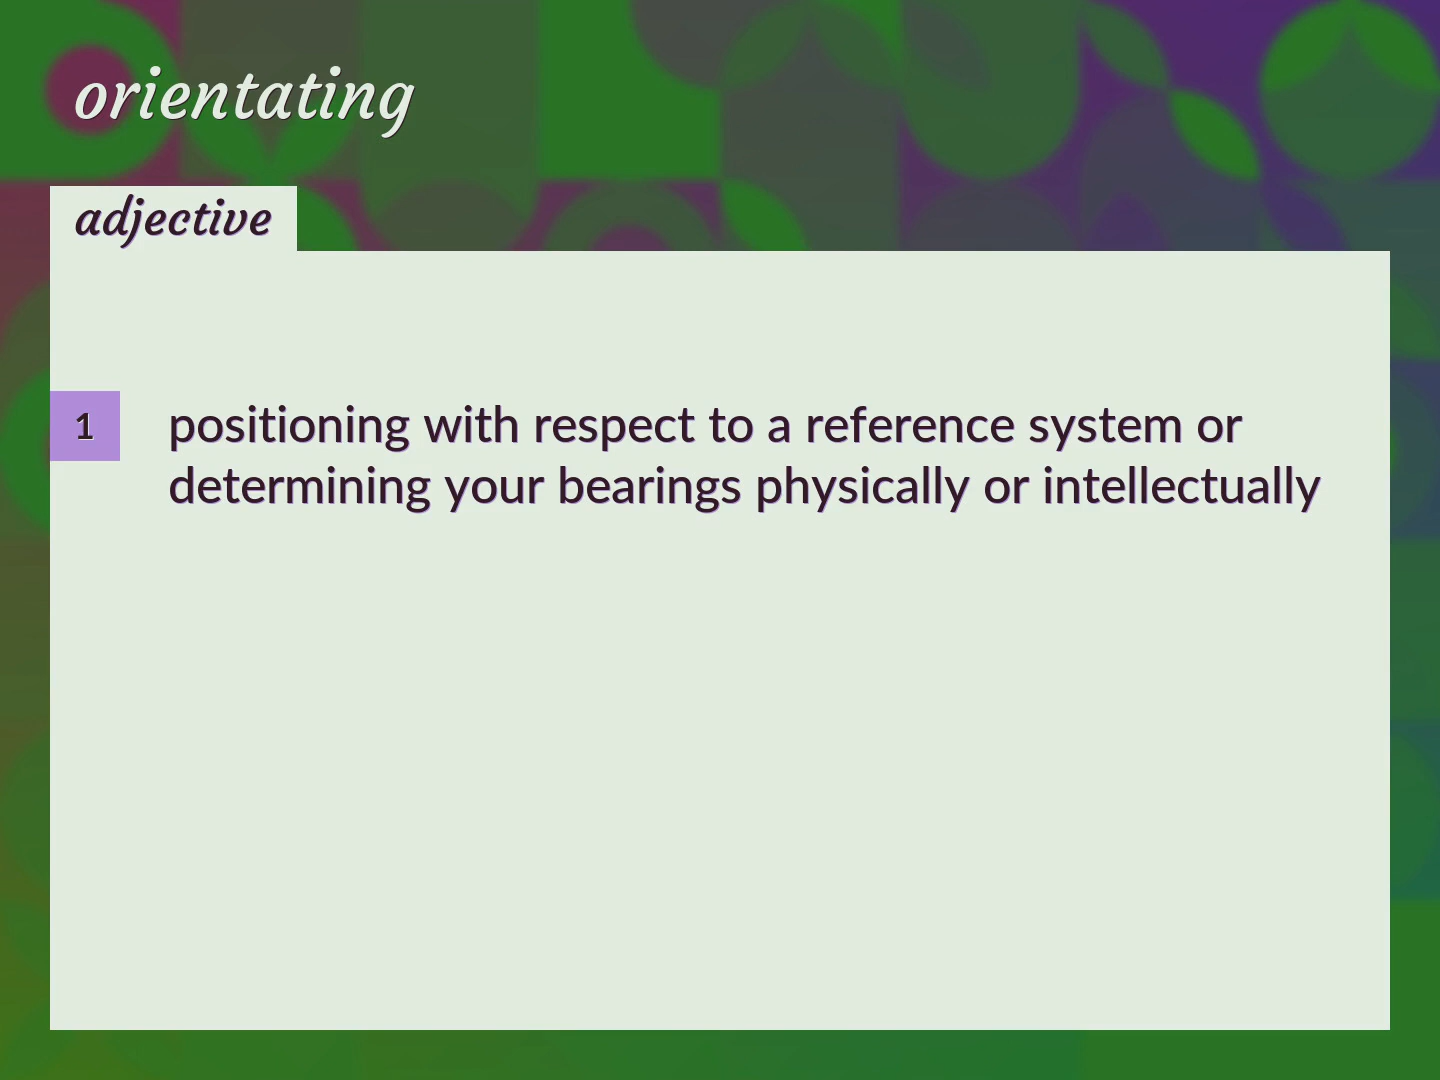 orientating
adjective
1
positioning with respect to a reference system or
determining your bearings physically or intellectually